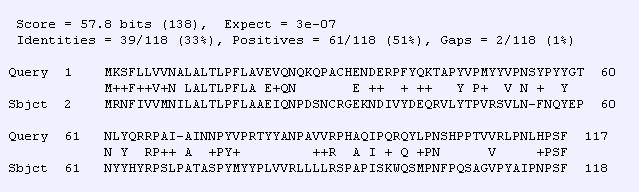 Score = 57.8 bits (138),  Expect = 3e-07
Identities = 39/118 (33%), Positives = 61/118 (51%), Gaps = 2/118 (1%)
Query  1   MKSFLLVVNALALTLPFLAVEVQNQKQPACHENDERPFYQKTAPYVPMYYVPNSYPYYGT  60
           M++F++V+N LALTLPFLA E+QN       E ++  + ++   Y P+  V N +   Y
Sbjct  2   MRNFIVVMNILALTLPFLAAEIQNPDSNCRGEKNDIVYDEQRVLYTPVRSVLN-FNQYEP  60
Query  61  NLYQRRPAI-AINNPYVPRTYYANPAVVRPHAQIPQRQYLPNSHPPTVVRLPNLHPSF  117
           N Y  RP++ A  +PY+        ++R  A I + Q +PN      V     +PSF
Sbjct  61  NYYHYRPSLPATASPYMYYPLVVRLLLLRSPAPISKWQSMPNFPQSAGVPYAIPNPSF  118